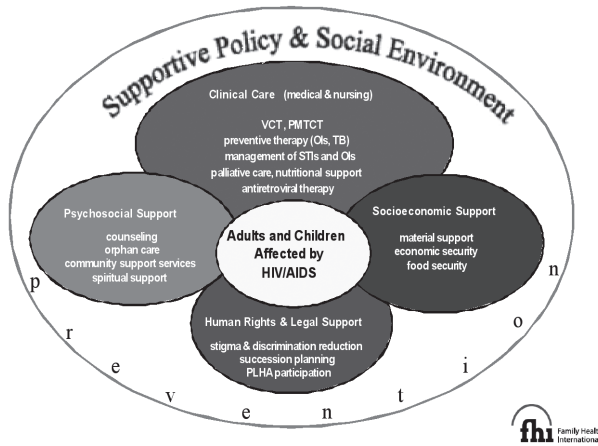 Supportive Policy & Social Environment
Clinical Care (medical & nursing)
VCT, PMTCT
preventive therapy (OIs, TB)
management of STIs and OIs
palliative care, nutritional support
antiretroviral therapy
Psychosocial Support
counseling
orphan care
community support services
spiritual support
Adults and Children
Affected by
HIV/AIDS
Socioeconomic Support
material support
economic security
food security
Human Rights & Legal Support
stigma & discrimination reduction
succession planning
PLHA participation
prevention
fhi
Family Healt
Internationa